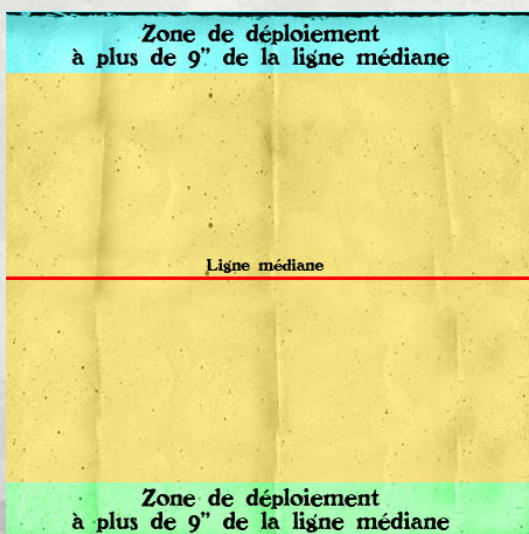 Zone de déploiement
à plus de 9” de la ligne médiane
Ligne médiane
Zone de déploiement
à plus de 9” de la ligne médiane